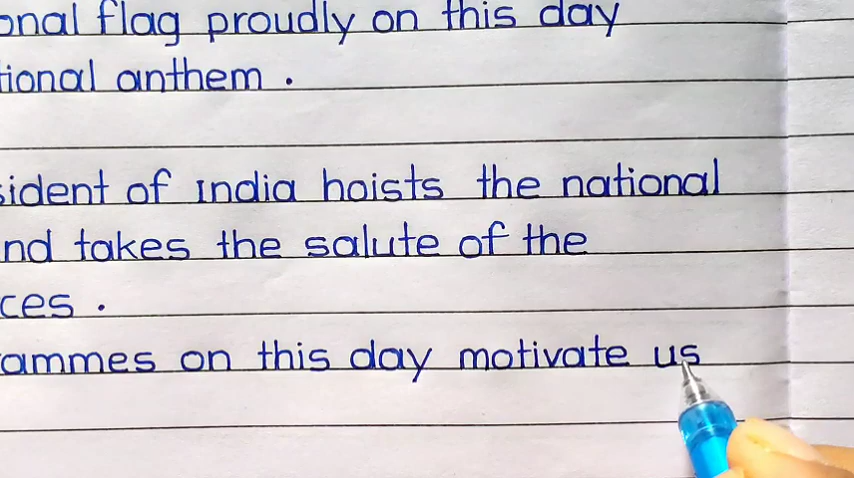 onal flag proudly on this day
tional anthem .
sident of India hoists the national
nd takes the salute of the
ces .
ammes on this day motivate us